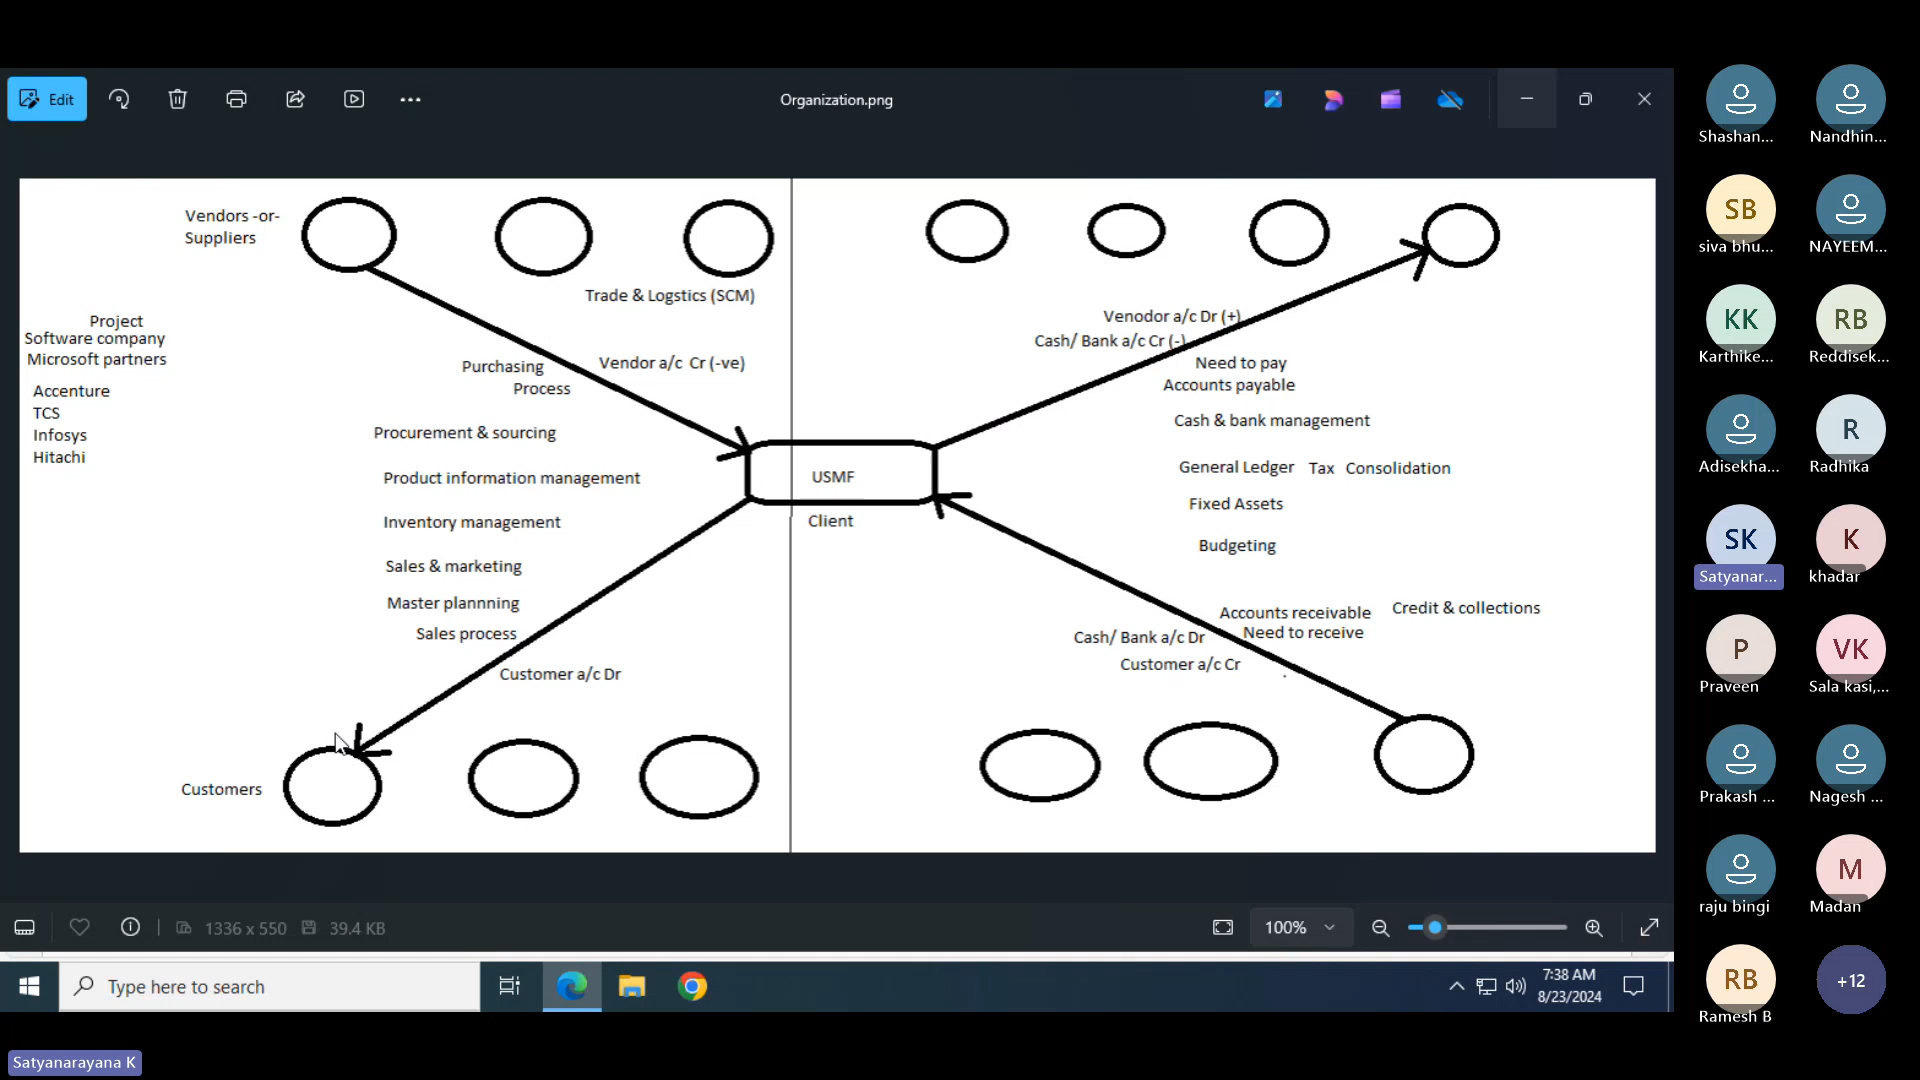 Edit
Organization.png
Vendors -or-
Suppliers
Trade & Logstics (SCM)
Project
Software company
Microsoft partners
Accenture
TCS
Infosys
Hitachi
Purchasing
Process
Vendor a/c Cr (-ve)
Procurement & sourcing
Product information management
Inventory management
Sales & marketing
Master plannning
Sales process
Customer a/c Dr
Customers
USMF
Client
Venodor a/c Dr (+)
Cash/ Bank a/c Cr (-)
Need to pay
Accounts payable
Cash & bank management
General Ledger Tax Consolidation
Fixed Assets
Budgeting
Accounts receivable Credit & collections
Need to receive
Cash/ Bank a/c Dr
Customer a/c Cr
1336 x 550 39.4 KB
100%
Type here to search
7:38 AM
8/23/2024
Shashan...
Nandhin...
SB
siva bhu...
NAYEEM...
KK
Karthike...
RB
Reddisek...
Adisekha...
R
Radhika
SK
Satyanar...
K
khadar
P
Praveen
VK
Sala kasi,...
Prakash ...
Nagesh ...
raju bingi
M
Madan
RB
Ramesh B
+12
Satyanarayana K